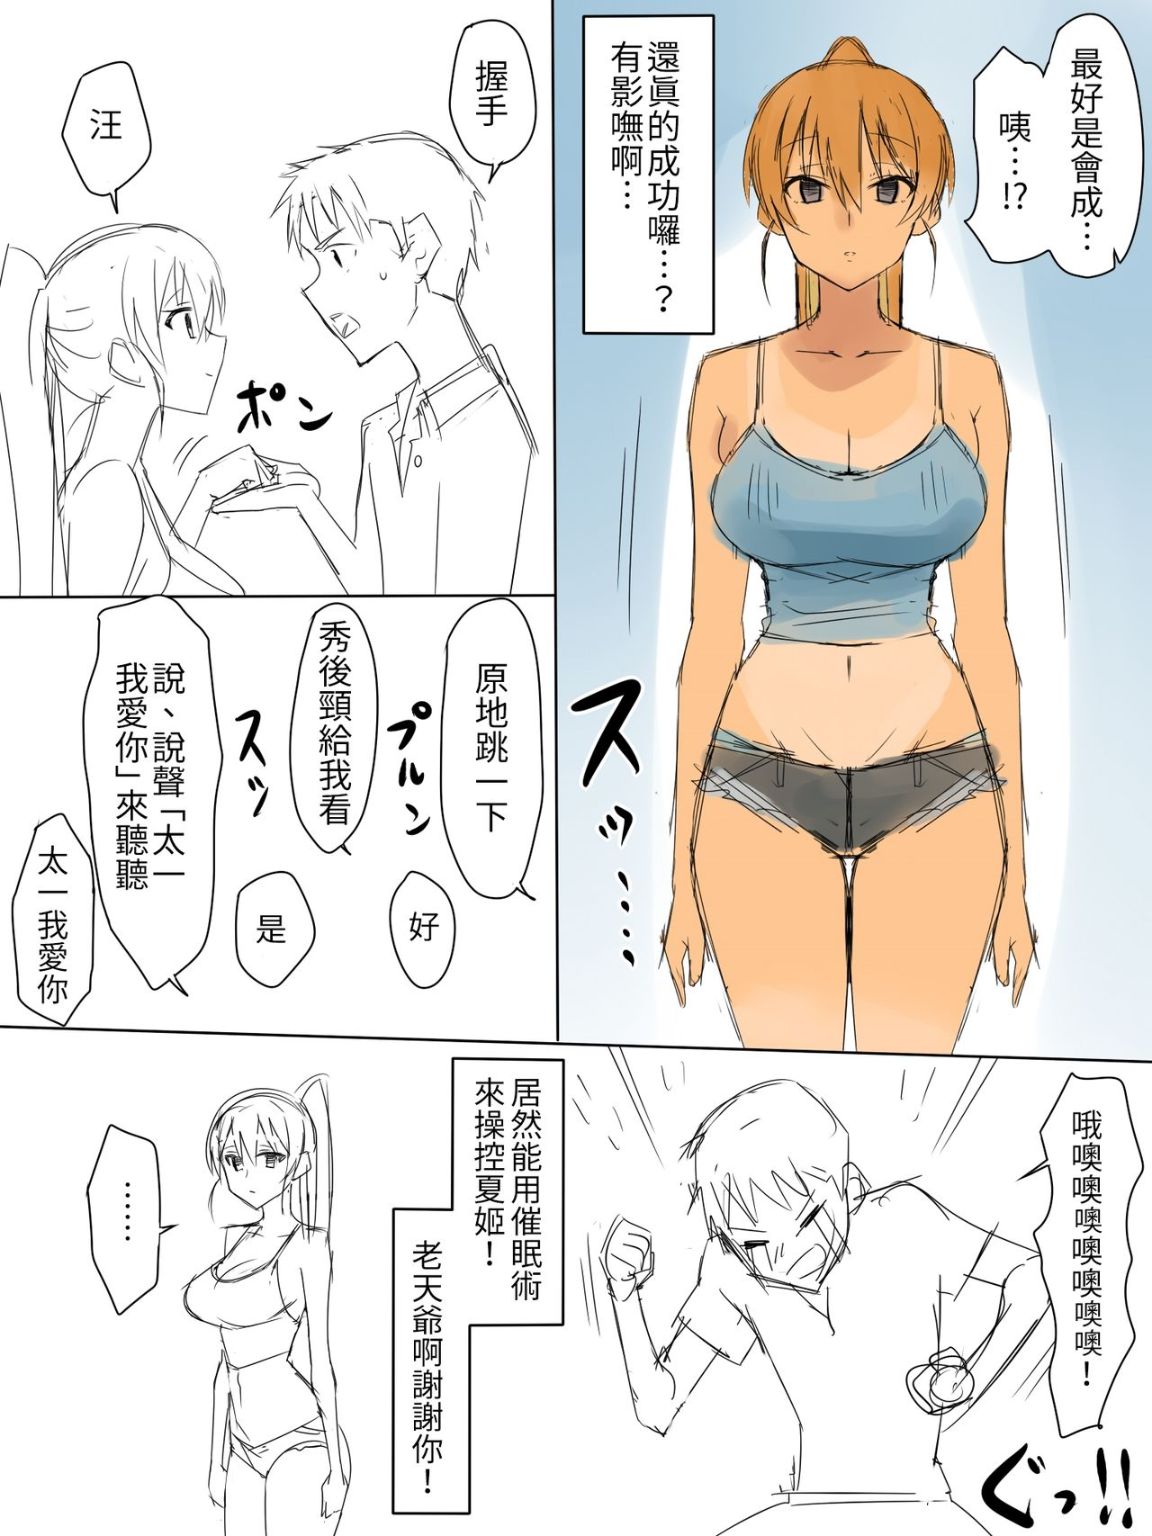 最好是會成…
咦…!?
還真的成功囉…？
有影嘸啊…
スッ……
握手
汪
ポン
原地跳一下
プルン
好
秀後頸給我看
スッ
是
說、說聲「太一
我愛你」來聽聽
太一我愛你
哦噢噢噢噢噢噢噢！
ぐっ!!
居然能用催眠術
來操控夏姬！
老天爺啊謝謝你！
……